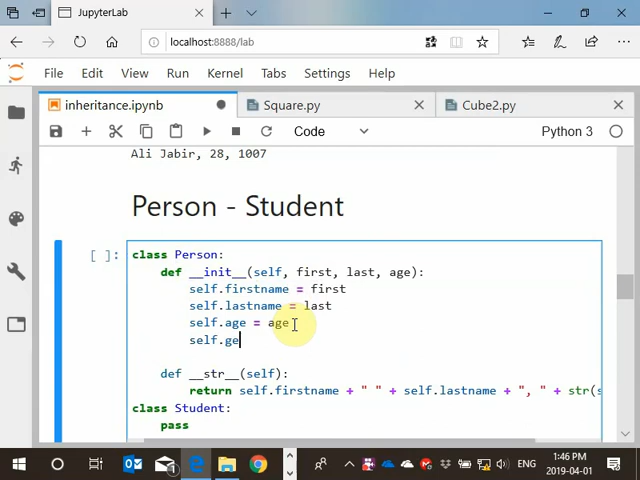 JupyterLab
localhost:8888/lab
File Edit View Run Kernel Tabs Settings Help
inheritance.ipynb Square.py Cube2.py
Code Python 3
Ali Jabir, 28, 1007
Person - Student
[ ]: class Person:
def __init__(self, first, last, age):
self.firstname = first
self.lastname = last
self.age = age
self.ge
def __str__(self):
return self.firstname + " " + self.lastname + ", " + str(s
class Student:
pass
ENG 1:46 PM
2019-04-01